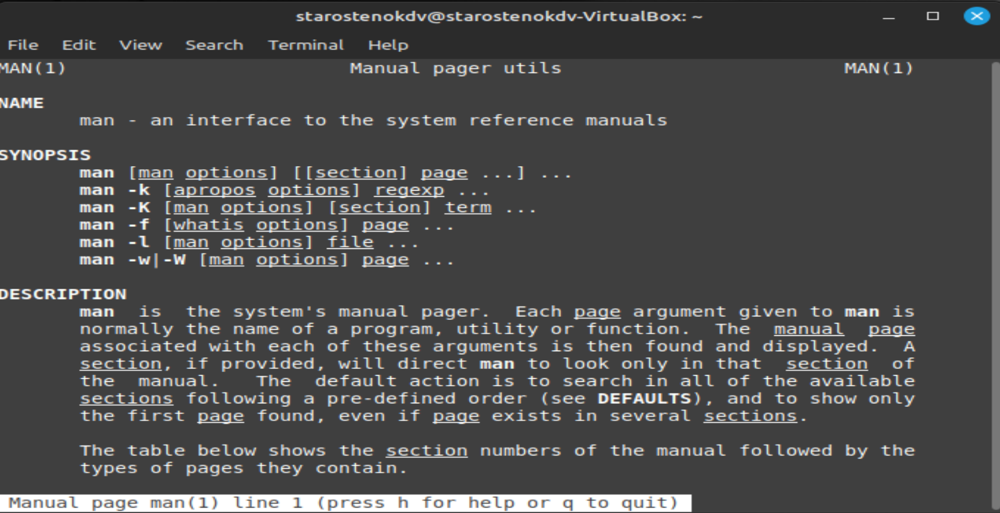 starostenokdv@starostenokdv-VirtualBox: ~
File Edit View Search Terminal Help
MAN(1) Manual pager utils MAN(1)
NAME
man - an interface to the system reference manuals
SYNOPSIS
man [man options] [[section] page ...] ...
man -k [apropos options] regexp ...
man -K [man options] [section] term ...
man -f [whatis options] page ...
man -l [man options] file ...
man -w|-W [man options] page ...
DESCRIPTION
man is the system's manual pager. Each page argument given to man is
normally the name of a program, utility or function. The manual page
associated with each of these arguments is then found and displayed. A
section, if provided, will direct man to look only in that section of
the manual. The default action is to search in all of the available
sections following a pre-defined order (see DEFAULTS), and to show only
the first page found, even if page exists in several sections.
The table below shows the section numbers of the manual followed by the
types of pages they contain.
Manual page man(1) line 1 (press h for help or q to quit)